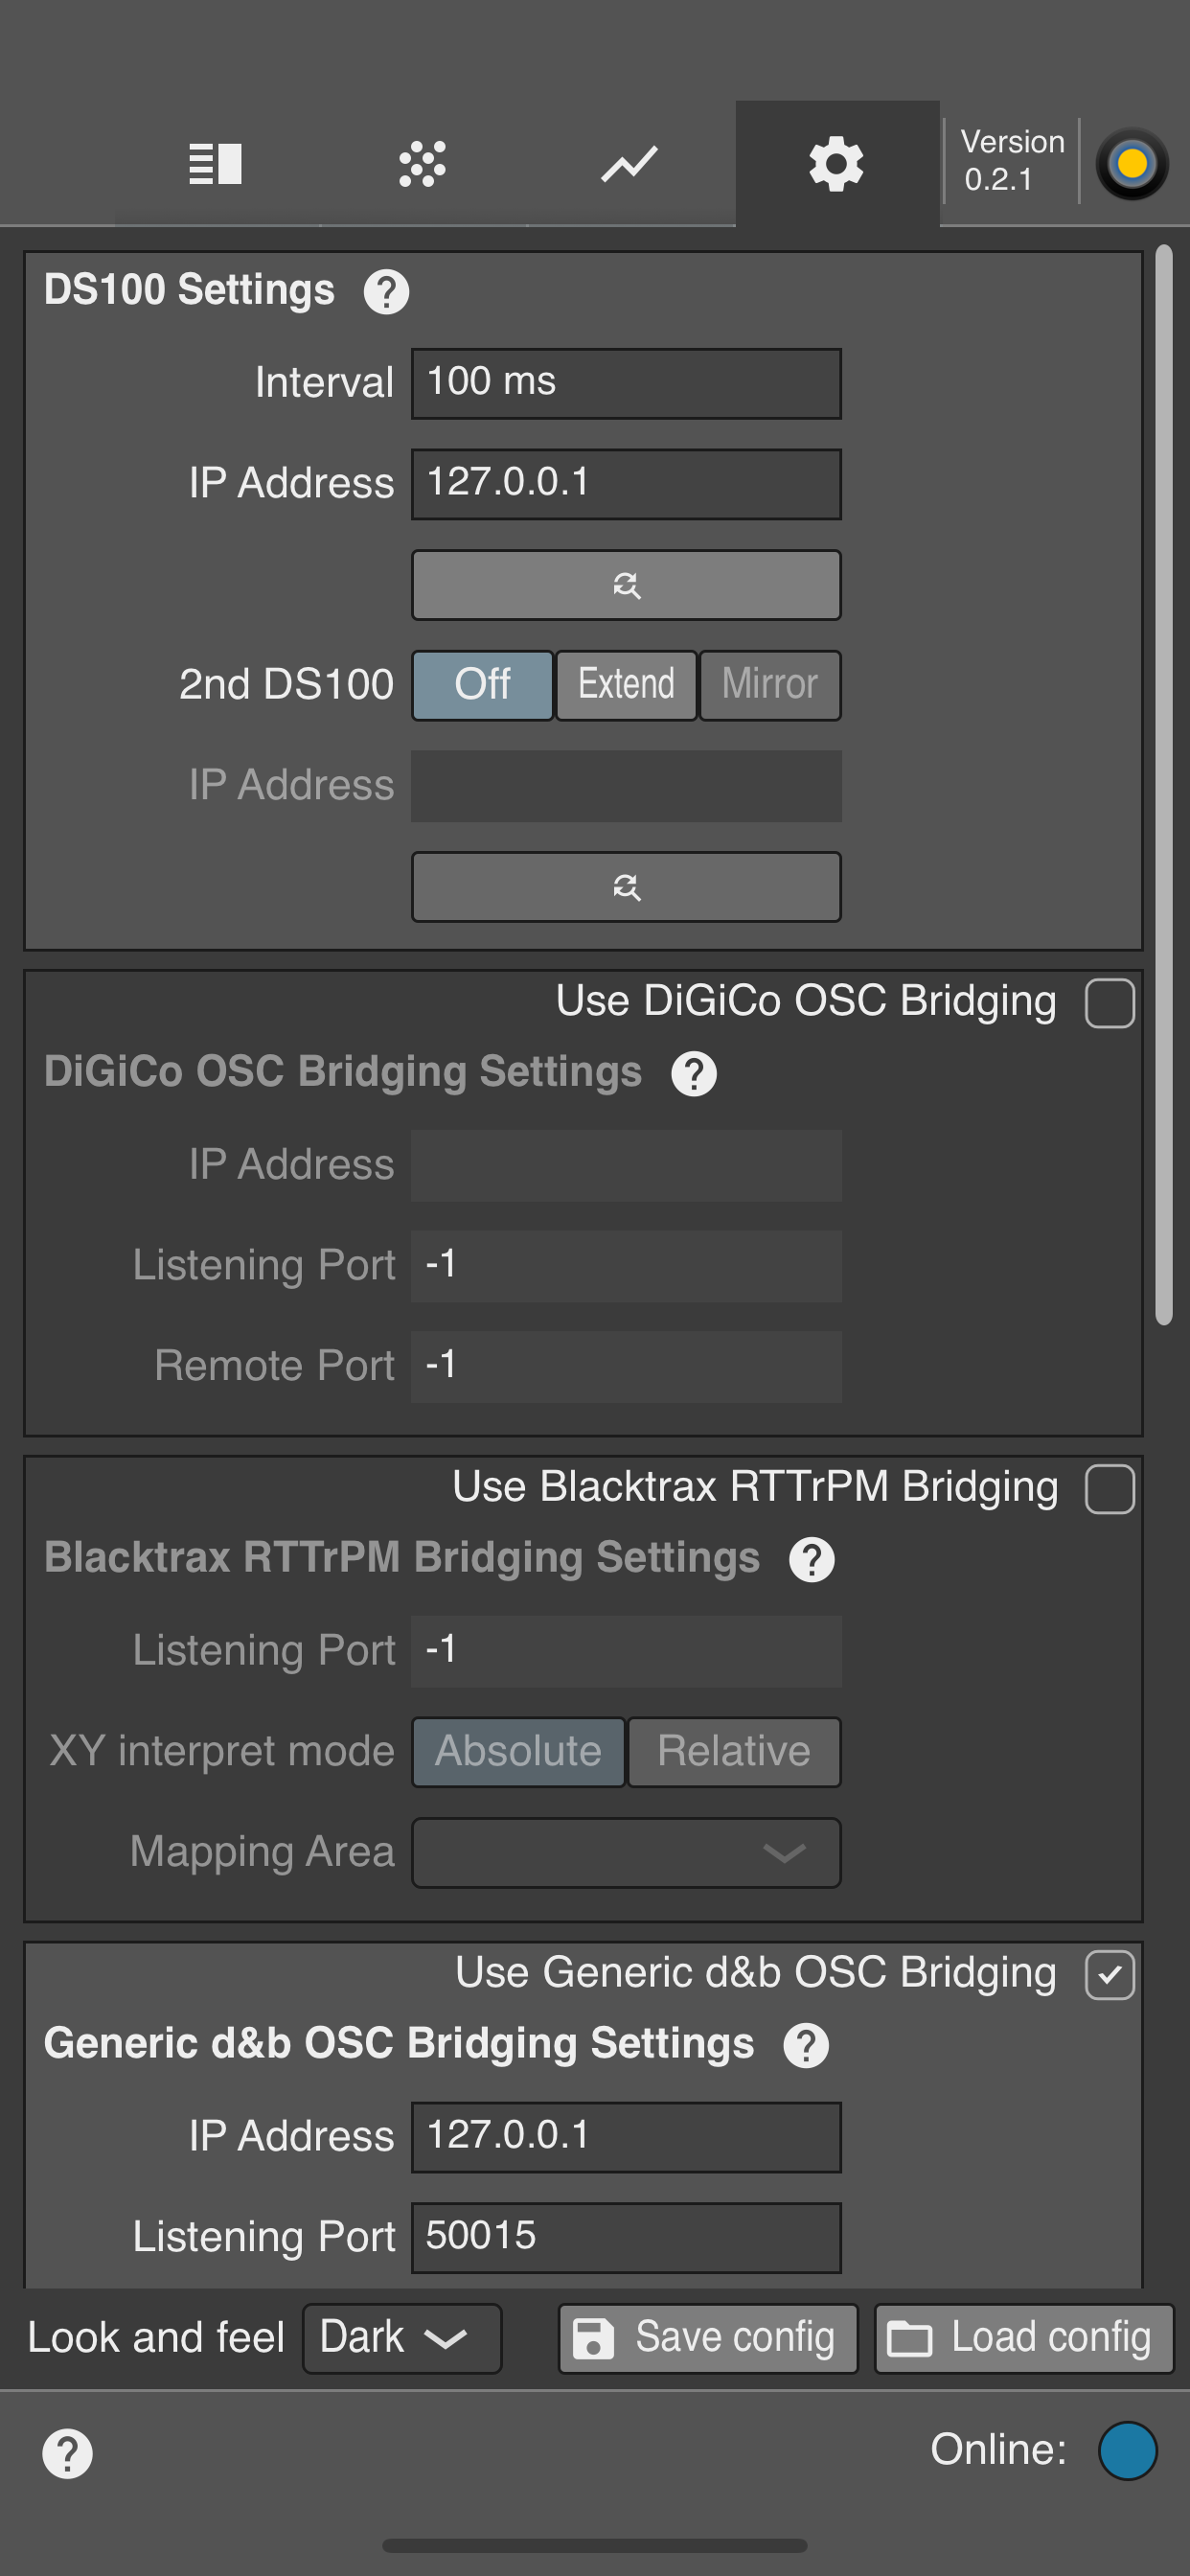 Version
0.2.1
DS100 Settings ?
Interval 100 ms
IP Address 127.0.0.1
2nd DS100 Off Extend Mirror
IP Address
Use DiGiCo OSC Bridging
DiGiCo OSC Bridging Settings ?
IP Address
Listening Port -1
Remote Port -1
Use Blacktrax RTTrPM Bridging
Blacktrax RTTrPM Bridging Settings ?
Listening Port -1
XY interpret mode Absolute Relative
Mapping Area
Use Generic d&b OSC Bridging
Generic d&b OSC Bridging Settings ?
IP Address 127.0.0.1
Listening Port 50015
Look and feel Dark Save config Load config
? Online: